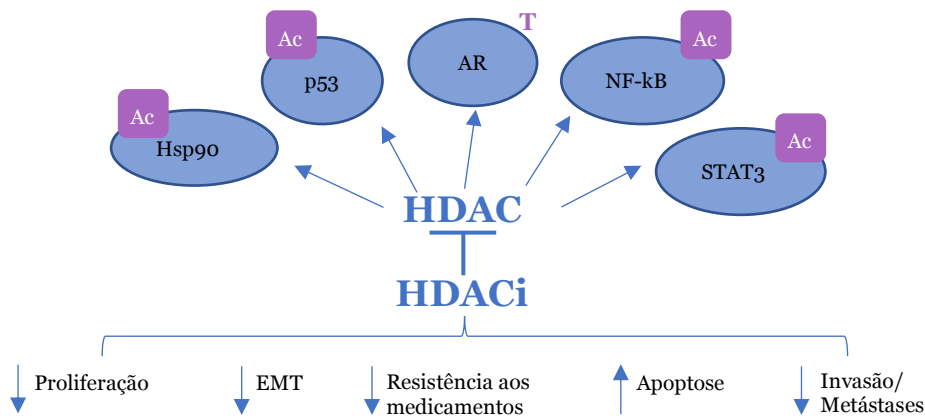 Ac
p53
T
AR
Ac
NF-kB
Ac
Hsp90
Ac
STAT3
HDAC
HDACi
Proliferação
EMT
Resistência aos
medicamentos
Apoptose
Invasão/
Metástases